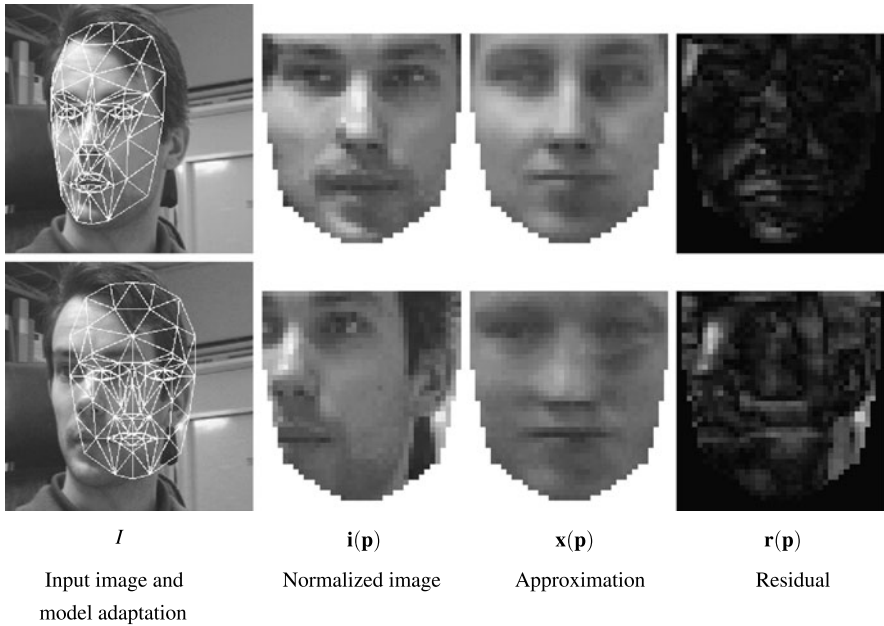 I
i(p)
x(p)
r(p)
Input image and
model adaptation
Normalized image
Approximation
Residual